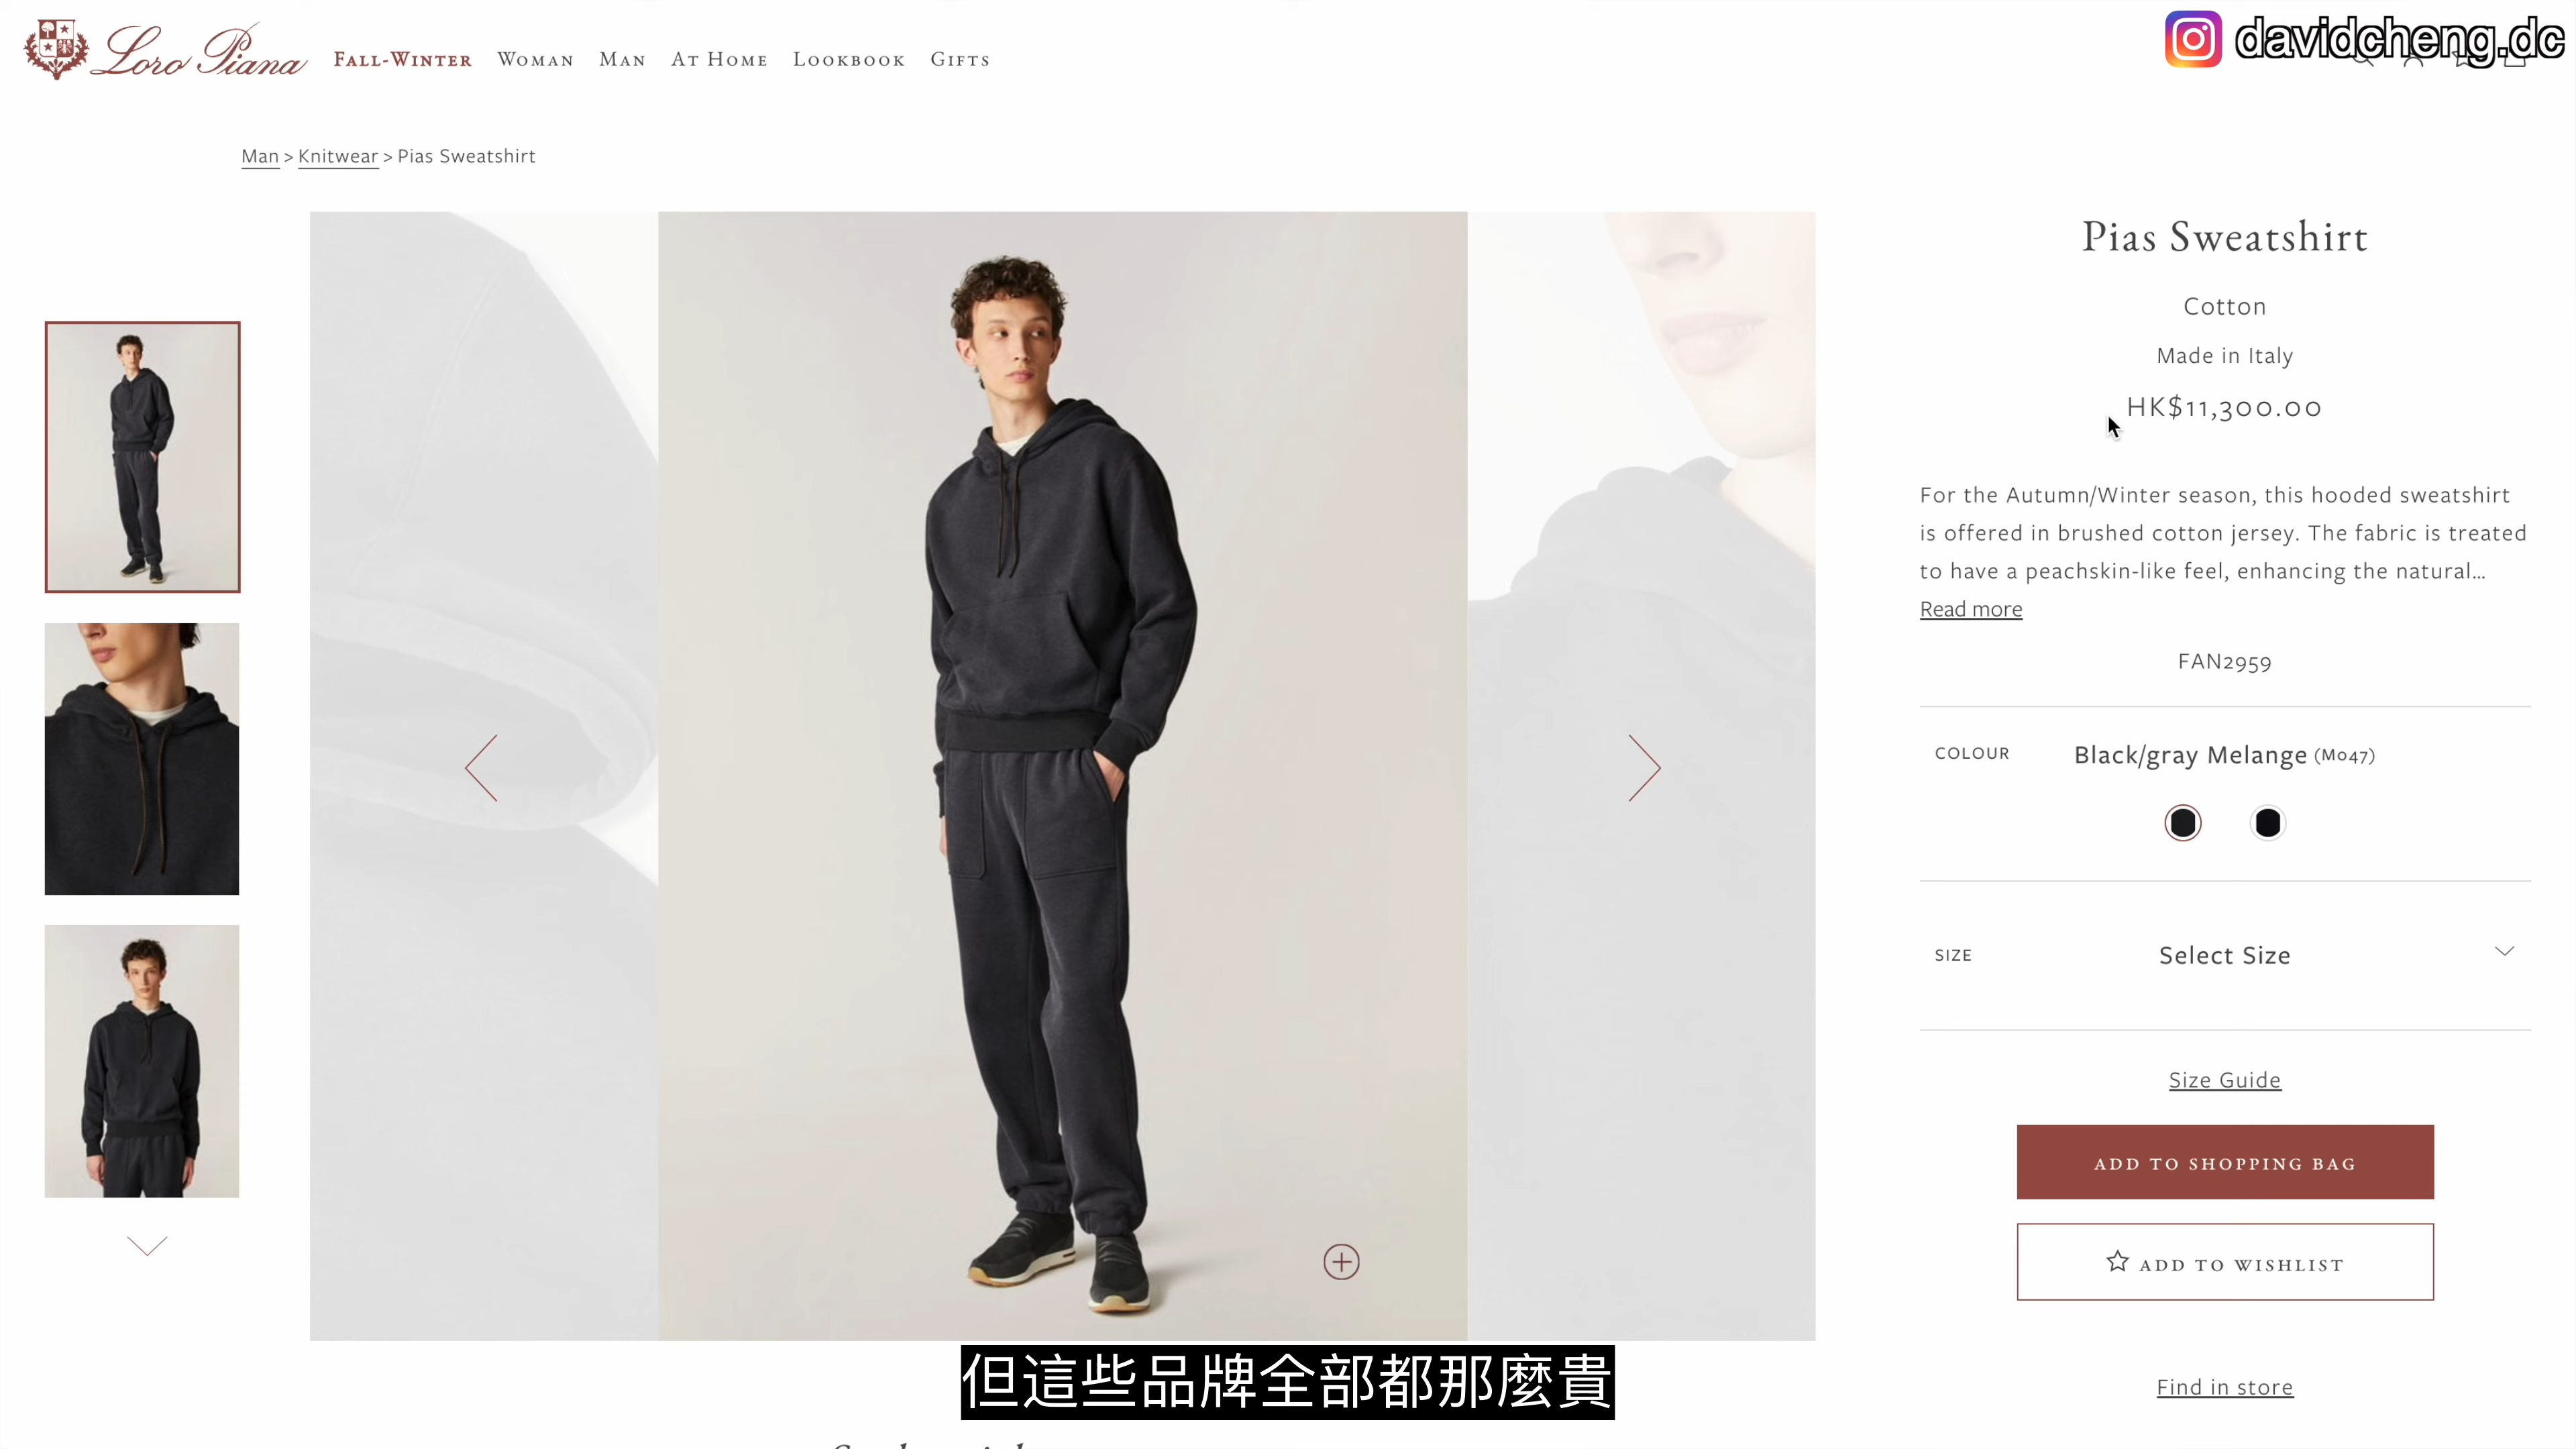 Loro Piana
Fall-Winter Woman Man At Home Lookbook Gifts
davidcheng.dc
Man > Knitwear > Pias Sweatshirt
Pias Sweatshirt
Cotton
Made in Italy
HK$11,300.00
For the Autumn/Winter season, this hooded sweatshirt
is offered in brushed cotton jersey. The fabric is treated
to have a peachskin-like feel, enhancing the natural...
Read more
FAN2959
COLOUR Black/gray Melange (M047)
SIZE Select Size
Size Guide
ADD TO SHOPPING BAG
ADD TO WISHLIST
Find in store
但這些品牌全部都那麼貴